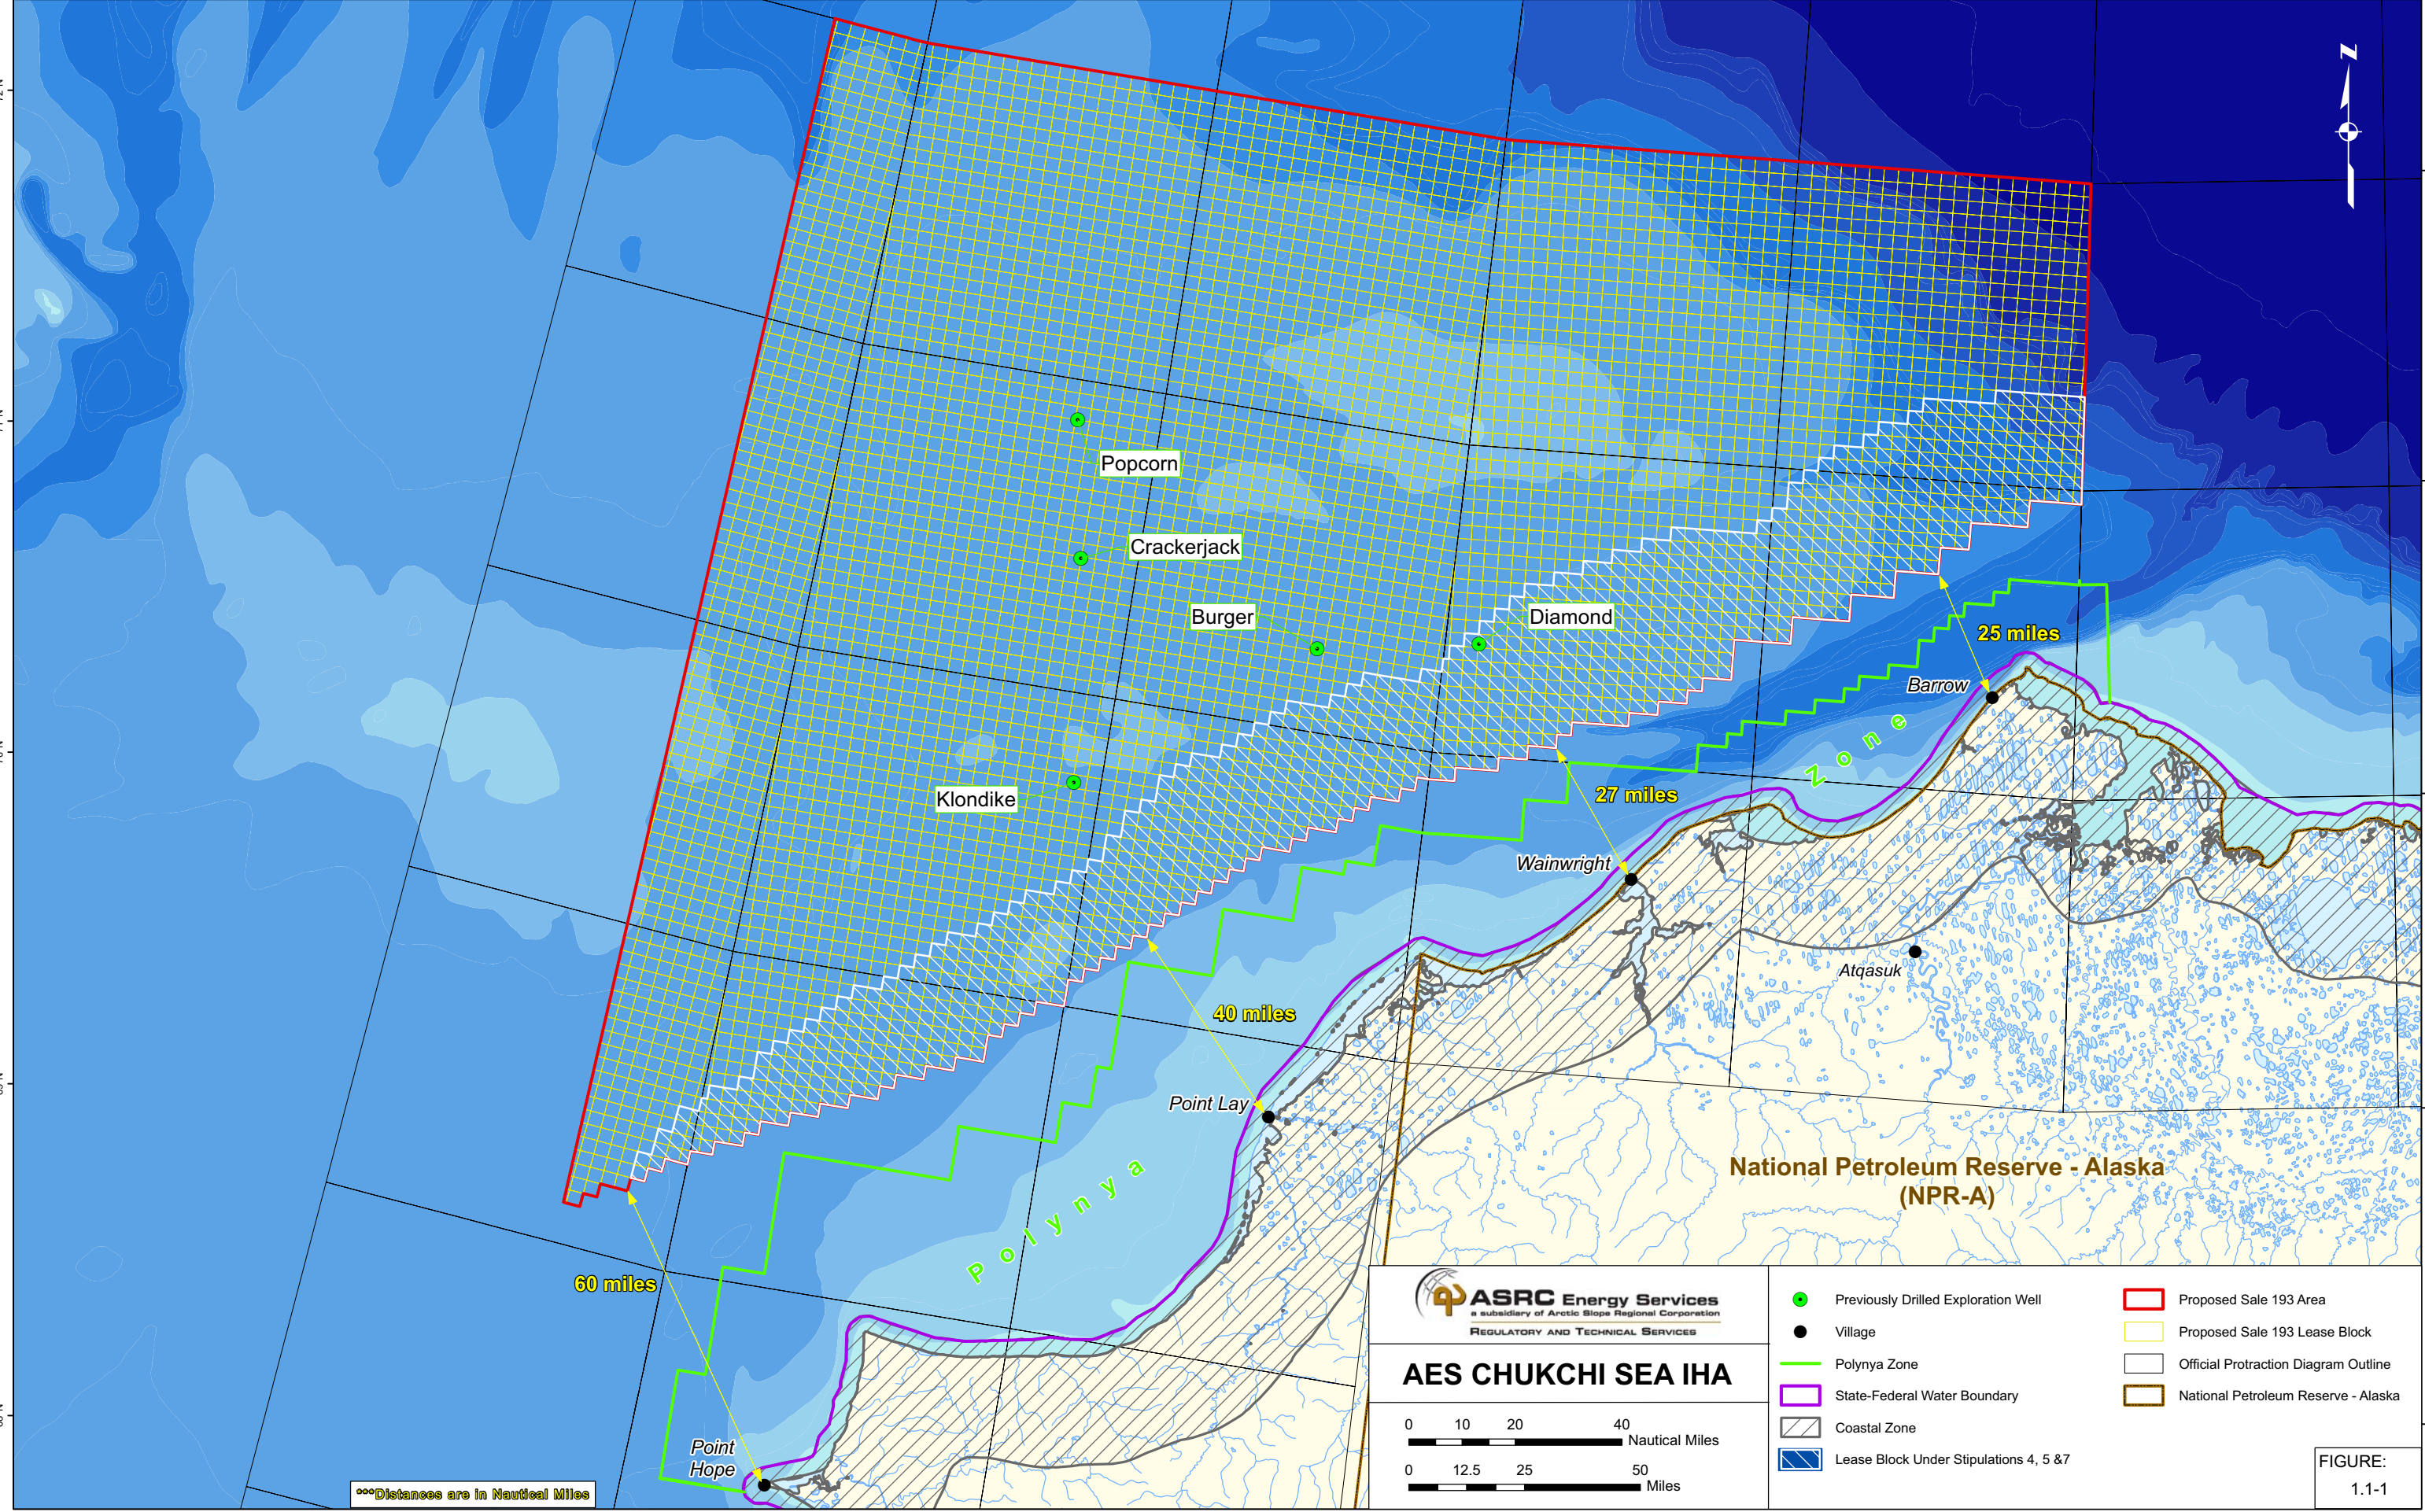 N
Popcorn
Crackerjack
Burger
Diamond
25 miles
Barrow
Zone
Klondike
27 miles
Wainwright
Atqasuk
40 miles
Point Lay
Polynya
National Petroleum Reserve - Alaska
(NPR-A)
60 miles
Point
Hope
***Distances are in Nautical Miles
ASRC Energy Services
a subsidiary of Arctic Slope Regional Corporation
REGULATORY AND TECHNICAL SERVICES
AES CHUKCHI SEA IHA
0 10 20 40
Nautical Miles
0 12.5 25 50
Miles
Previously Drilled Exploration Well
Village
Polynya Zone
State-Federal Water Boundary
Coastal Zone
Lease Block Under Stipulations 4, 5 &7
Proposed Sale 193 Area
Proposed Sale 193 Lease Block
Official Protraction Diagram Outline
National Petroleum Reserve - Alaska
FIGURE:
1.1-1